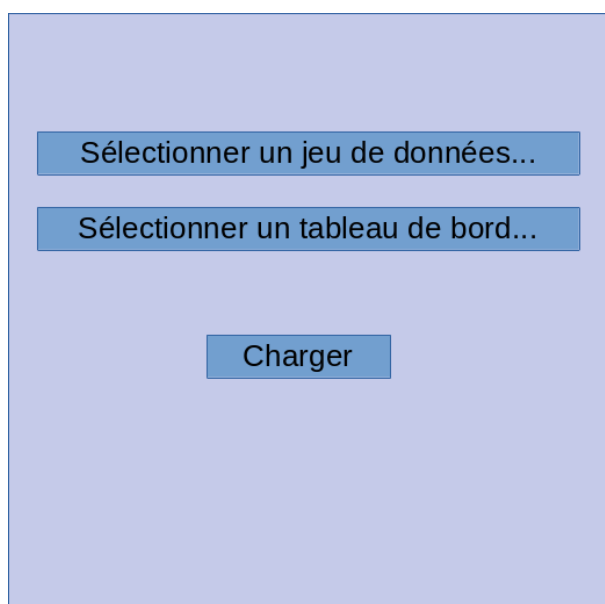 Sélectionner un jeu de données...
Sélectionner un tableau de bord...
Charger